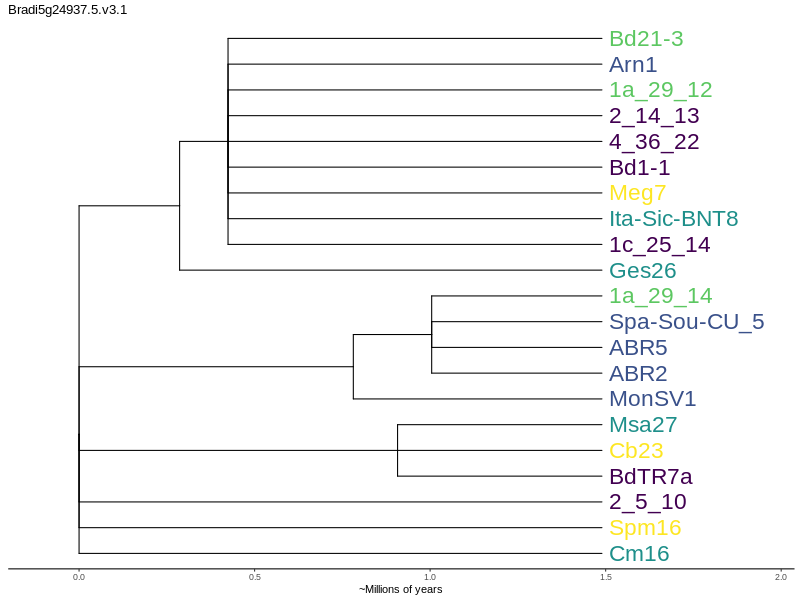 Bradi5g24937.5.v3.1
Bd21-3
Arn1
1a_29_12
2_14_13
4_36_22
Bd1-1
Meg7
Ita-Sic-BNT8
1c_25_14
Ges26
1a_29_14
Spa-Sou-CU_5
ABR5
ABR2
MonSV1
Msa27
Cb23
BdTR7a
2_5_10
Spm16
Cm16
0.0 0.5 1.0 1.5 2.0
~Millions of years